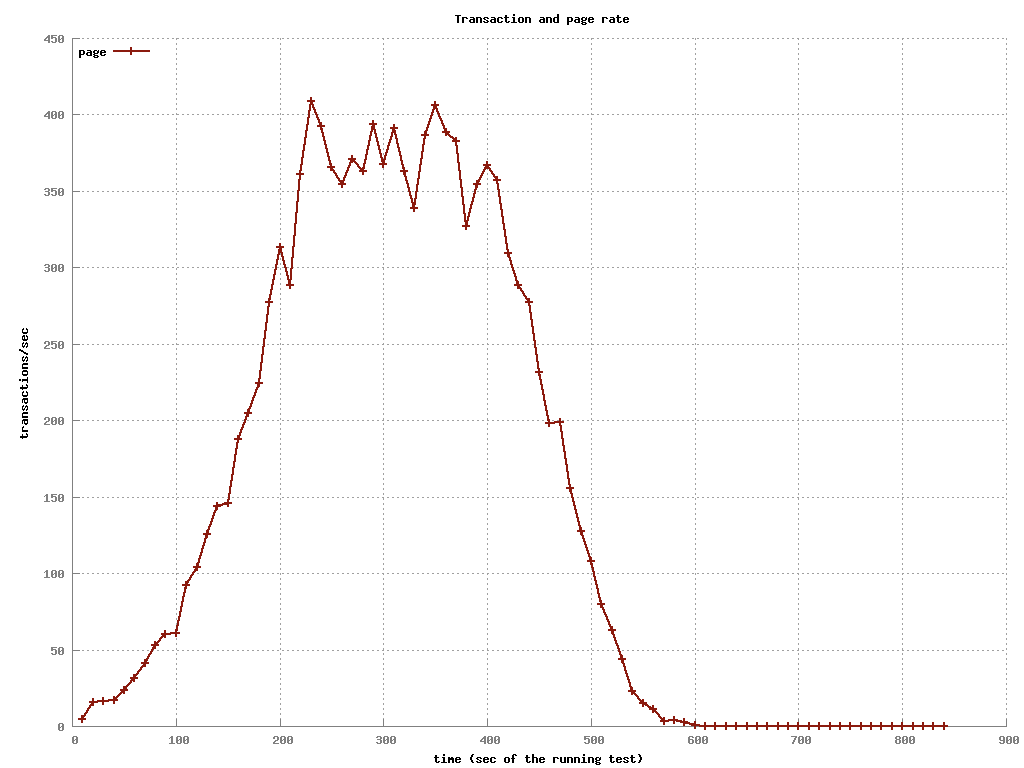 Transaction and page rate
page
450
400
350
300
250
200
150
100
50
0
transactions/sec
0 100 200 300 400 500 600 700 800 900
time (sec of the running test)